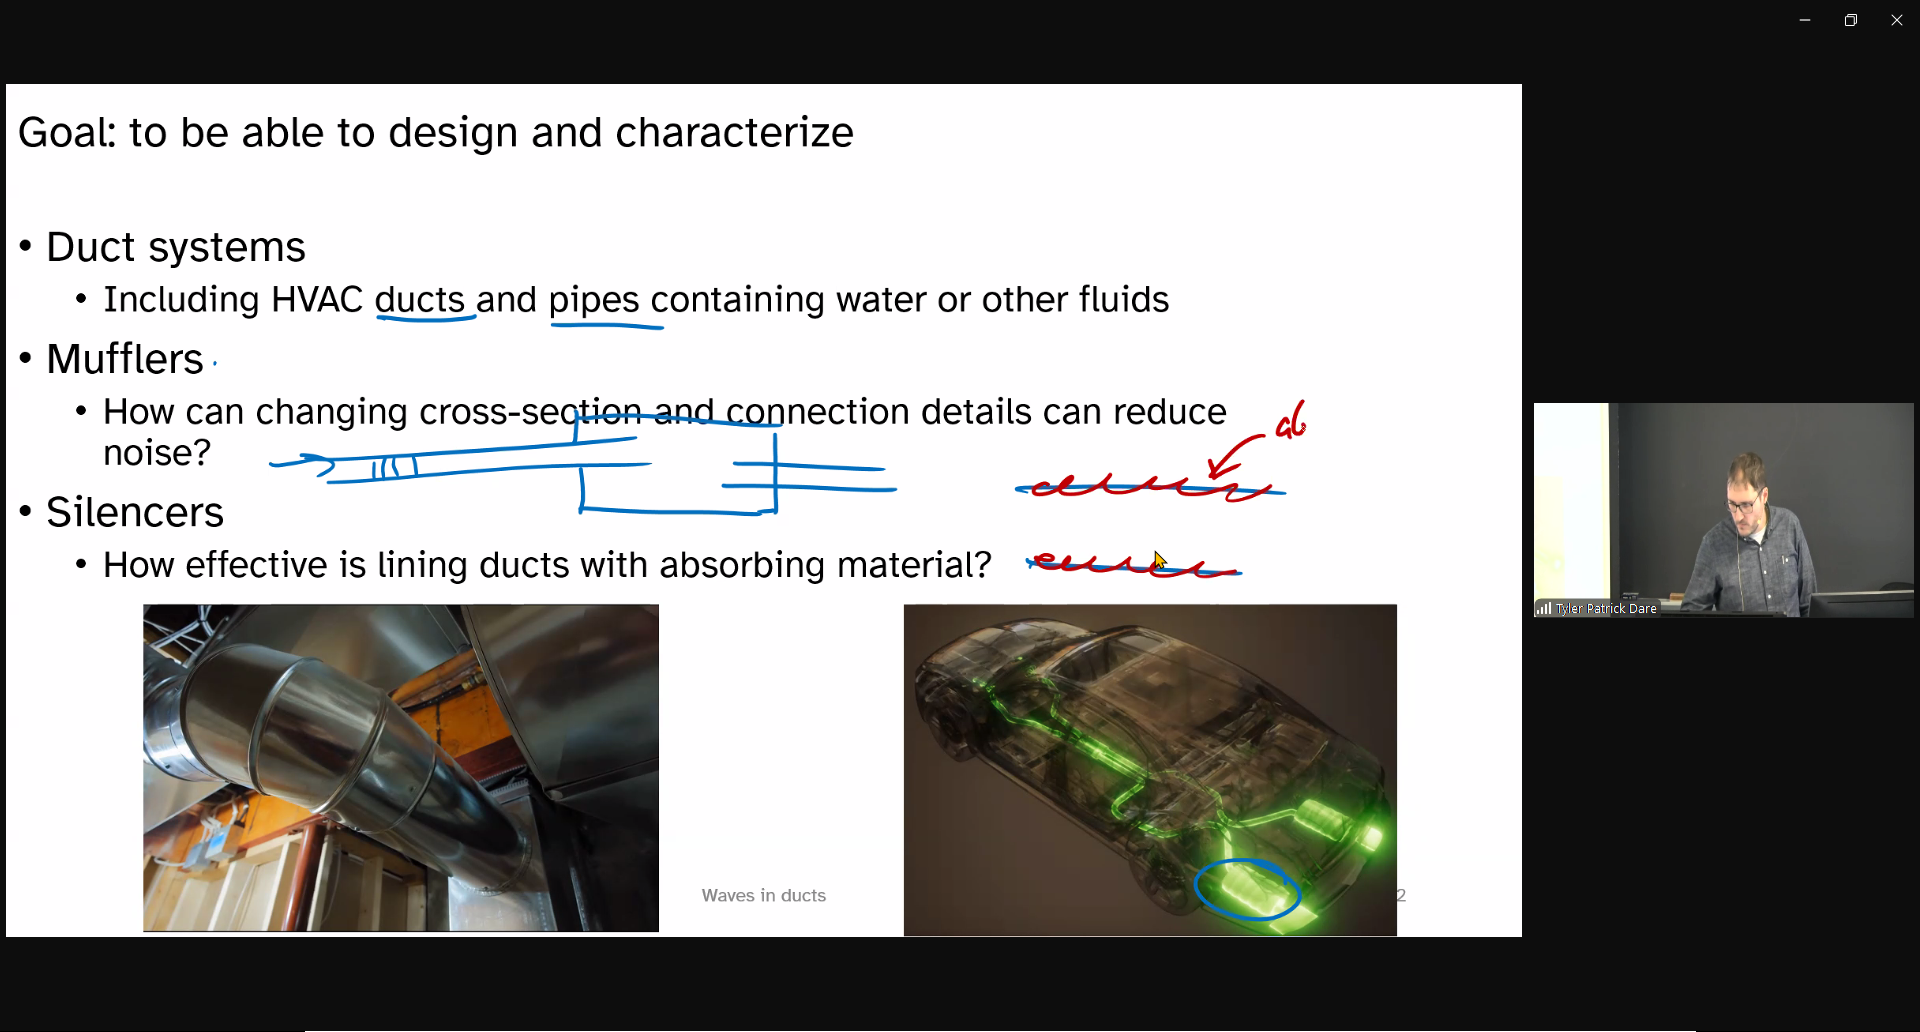 Goal: to be able to design and characterize
• Duct systems
• Including HVAC ducts and pipes containing water or other fluids
• Mufflers
• How can changing cross-section and connection details can reduce
noise?
ab
• Silencers
• How effective is lining ducts with absorbing material?
Waves in ducts
2
Tyler Patrick Dare